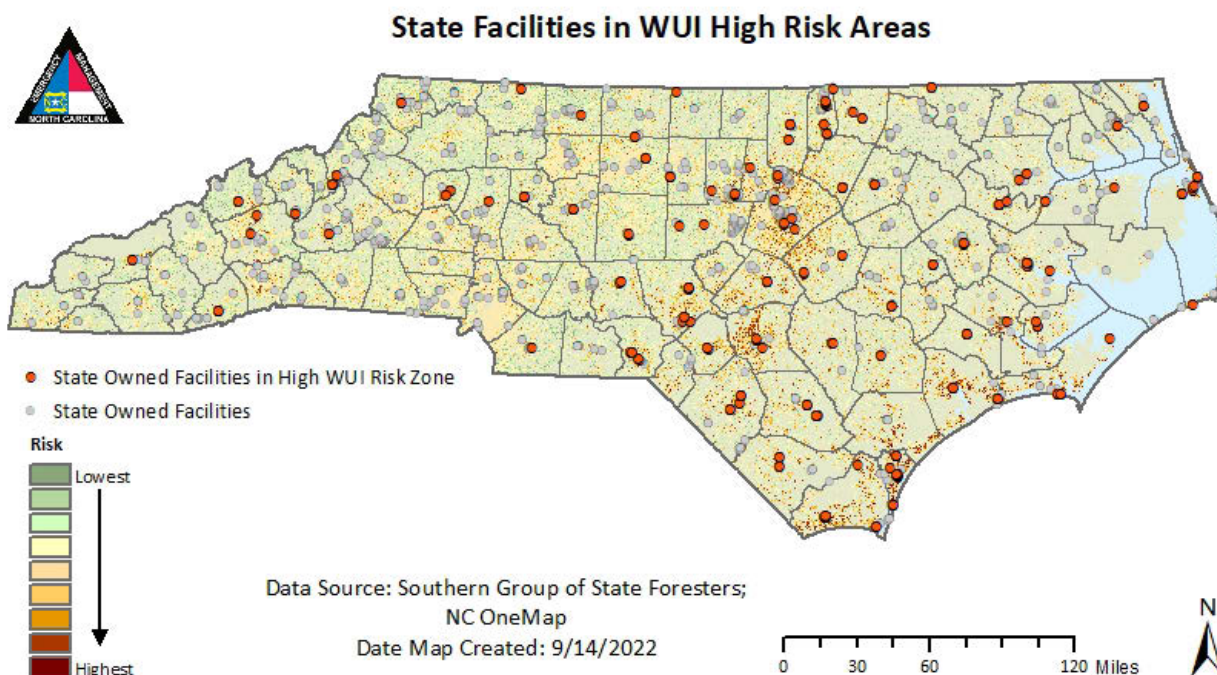 State Facilities in WUI High Risk Areas
EMERGENCY
MANAGEMENT
NORTH CAROLINA
State Owned Facilities in High WUI Risk Zone
State Owned Facilities
Risk
Lowest
Highest
Data Source: Southern Group of State Foresters;
NC OneMap
Date Map Created: 9/14/2022
0 30 60 120 Miles
N